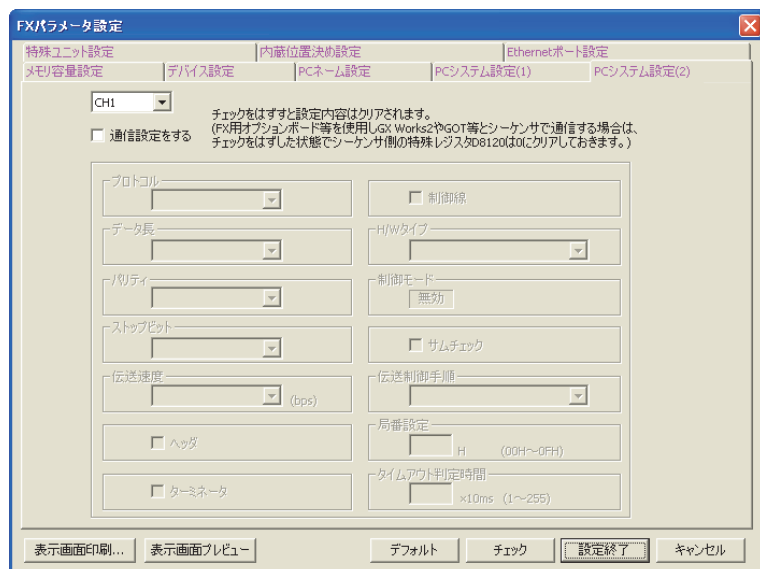 FXパラメータ設定
特殊ユニット設定 内蔵位置決め設定 Ethernetポート設定
メモリ容量設定 デバイス設定 PCネーム設定 PCシステム設定(1) PCシステム設定(2)
CH1
チェックをはずすと設定内容はクリアされます。
(FX用オプションボード等を使用しGX Works2やGOT等とシーケンサで通信する場合は、
チェックをはずした状態でシーケンサ側の特殊レジスタD8120は0にクリアしておきます。)
通信設定をする
プロトコル
制御線
データ長
H/Wタイプ
パリティ
制御モード
無効
ストップビット
サムチェック
伝送速度
(bps)
伝送制御手順
ヘッダ
局番設定
H (00H～0FH)
ターミネータ
タイムアウト判定時間
×10ms (1～255)
表示画面印刷... 表示画面プレビュー デフォルト チェック 設定終了 キャンセル